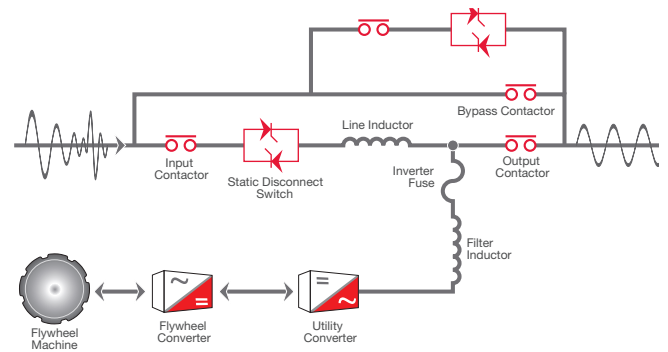 Bypass Contactor
Line Inductor
Input
Contactor
Static Disconnect
Switch
Inverter
Fuse
Output
Contactor
Filter
Inductor
Flywheel
Machine
Flywheel
Converter
Utility
Converter